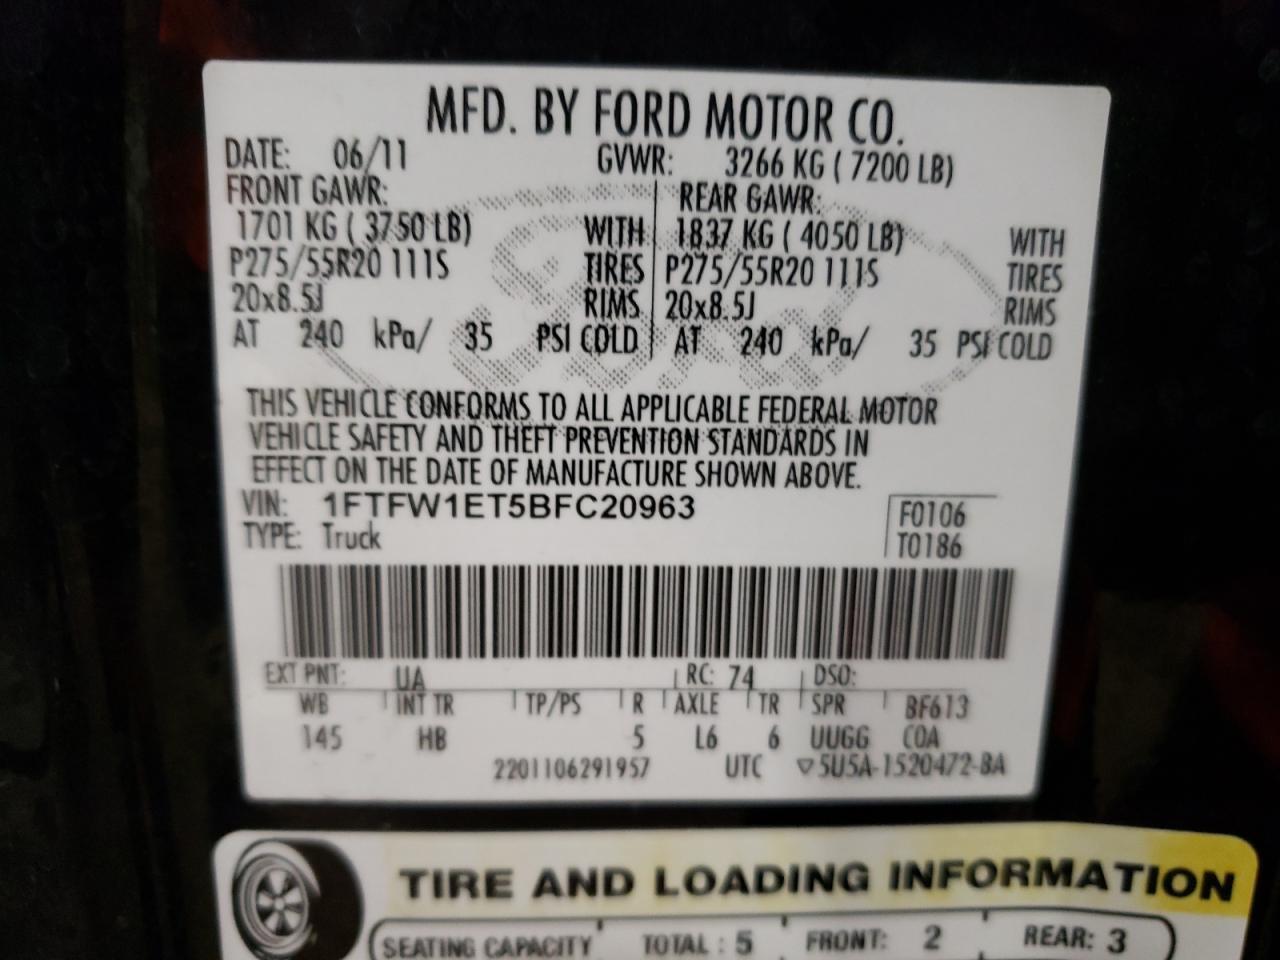 MFD. BY FORD MOTOR CO.
DATE: 06/11 GVWR: 3266 KG ( 7200 LB)
FRONT GAWR: REAR GAWR:
1701 KG ( 3750 LB) WITH 1837 KG ( 4050 LB) WITH
P275/55R20 111S TIRES P275/55R20 111S TIRES
20x8.5J RIMS 20x8.5J RIMS
AT 240 kPa/ 35 PSI COLD AT 240 kPa/ 35 PSI COLD
Ford
THIS VEHICLE CONFORMS TO ALL APPLICABLE FEDERAL MOTOR
VEHICLE SAFETY AND THEFT PREVENTION STANDARDS IN
EFFECT ON THE DATE OF MANUFACTURE SHOWN ABOVE.
VIN: 1FTFW1ET5BFC20963 F0106
TYPE: Truck T0186
EXT PNT: UA RC: 74 DSO:
WB INT TR TP/PS R AXLE TR SPR BF613
145 HB 5 L6 6 UUGG COA
2201106291957 UTC ▽5U5A-1520472-BA
TIRE AND LOADING INFORMATION
SEATING CAPACITY TOTAL : 5 FRONT: 2 REAR: 3